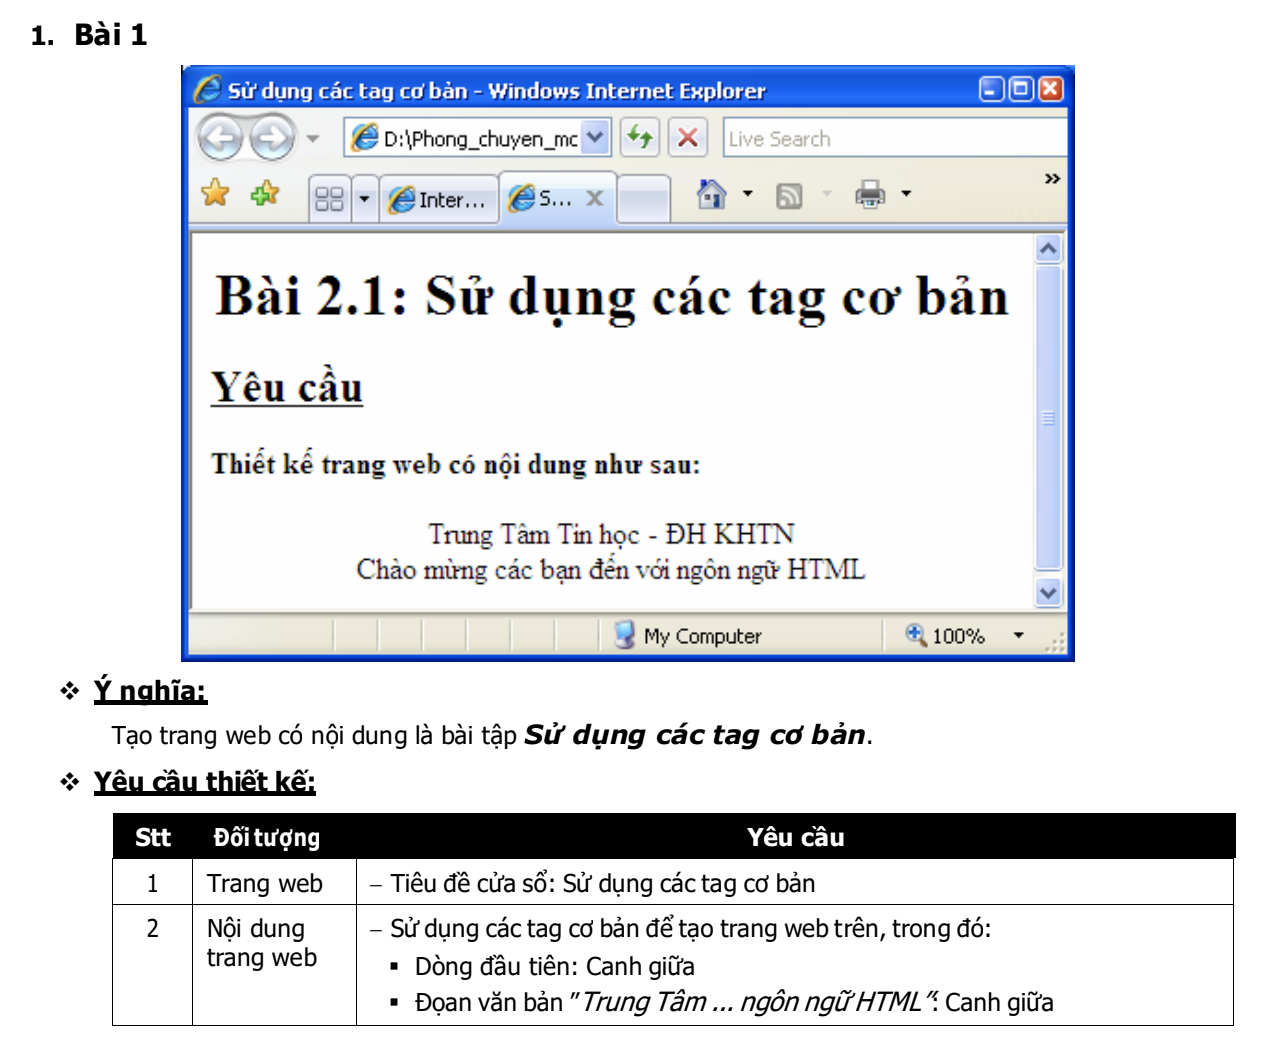 1. Bài 1
Sử dụng các tag cơ bản - Windows Internet Explorer
D:\Phong_chuyen_mc
Live Search
Inter...
S...
Bài 2.1: Sử dụng các tag cơ bản
Yêu cầu
Thiết kế trang web có nội dung như sau:
Trung Tâm Tin học - ĐH KHTN
Chào mừng các bạn đến với ngôn ngữ HTML
My Computer
100%
❖ Ý nghĩa:
Tạo trang web có nội dung là bài tập Sử dụng các tag cơ bản.
❖ Yêu cầu thiết kế:
Stt Đối tượng Yêu cầu
1 Trang web – Tiêu đề cửa sổ: Sử dụng các tag cơ bản
2 Nội dung trang web – Sử dụng các tag cơ bản để tạo trang web trên, trong đó:
▪ Dòng đầu tiên: Canh giữa
▪ Đọan văn bản "Trung Tâm ... ngôn ngữ HTML": Canh giữa